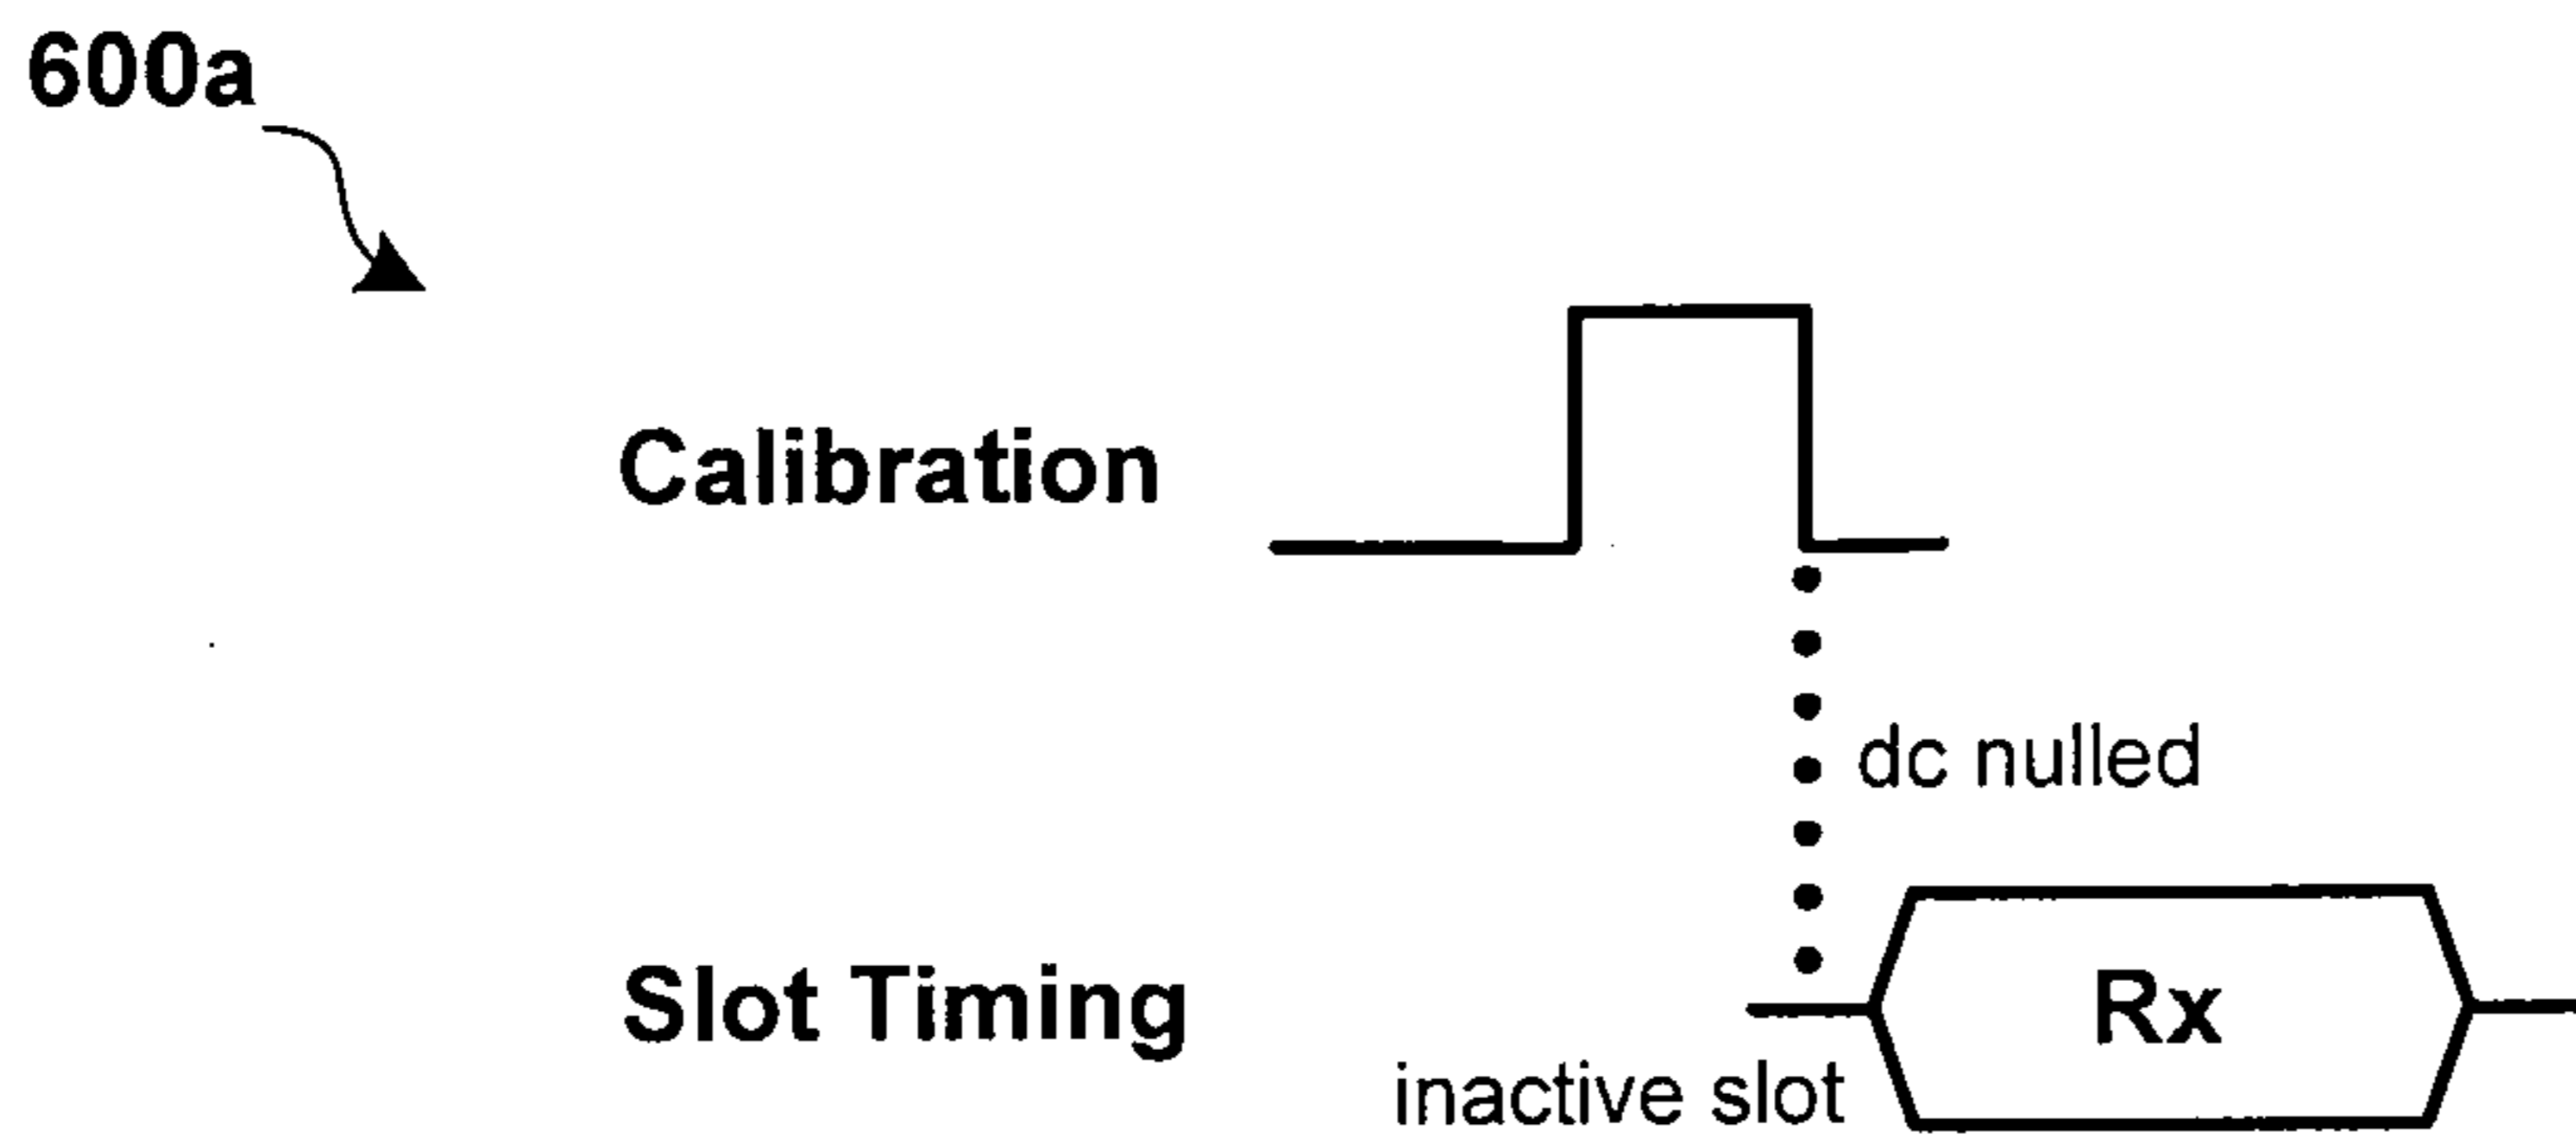 600a
Calibration
dc nulled
Slot Timing
Rx
inactive slot